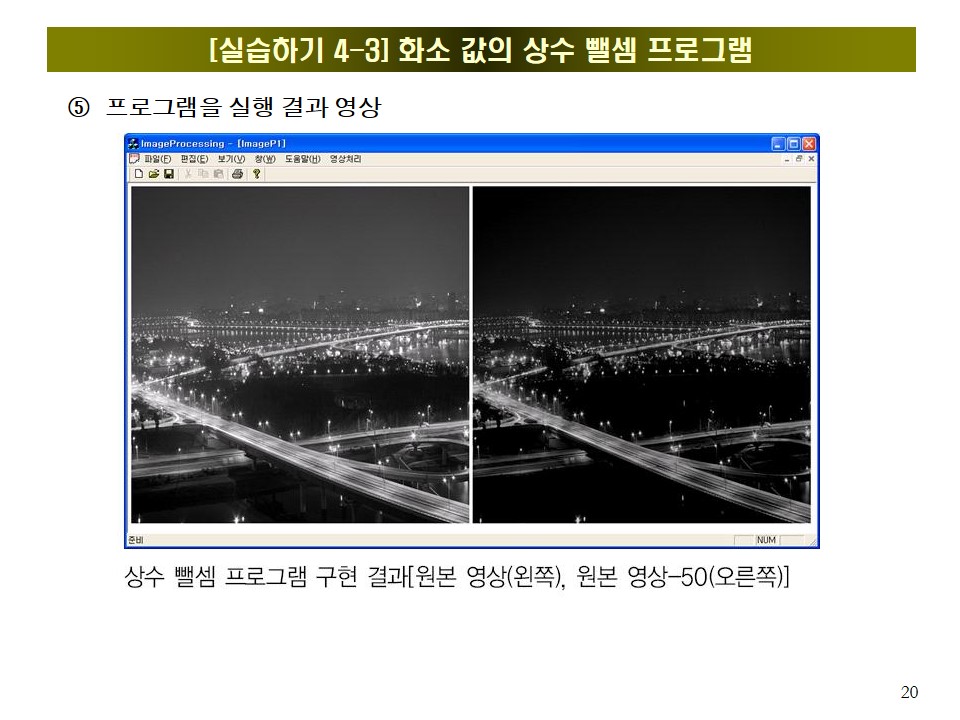 [실습하기 4-3] 화소 값의 상수 뺄셈 프로그램
⑤ 프로그램을 실행 결과 영상
ImageProcessing - [ImageP1]
파일(F) 편집(E) 보기(V) 창(W) 도움말(H) 영상처리
준비
NUM
상수 뺄셈 프로그램 구현 결과[원본 영상(왼쪽), 원본 영상-50(오른쪽)]
20